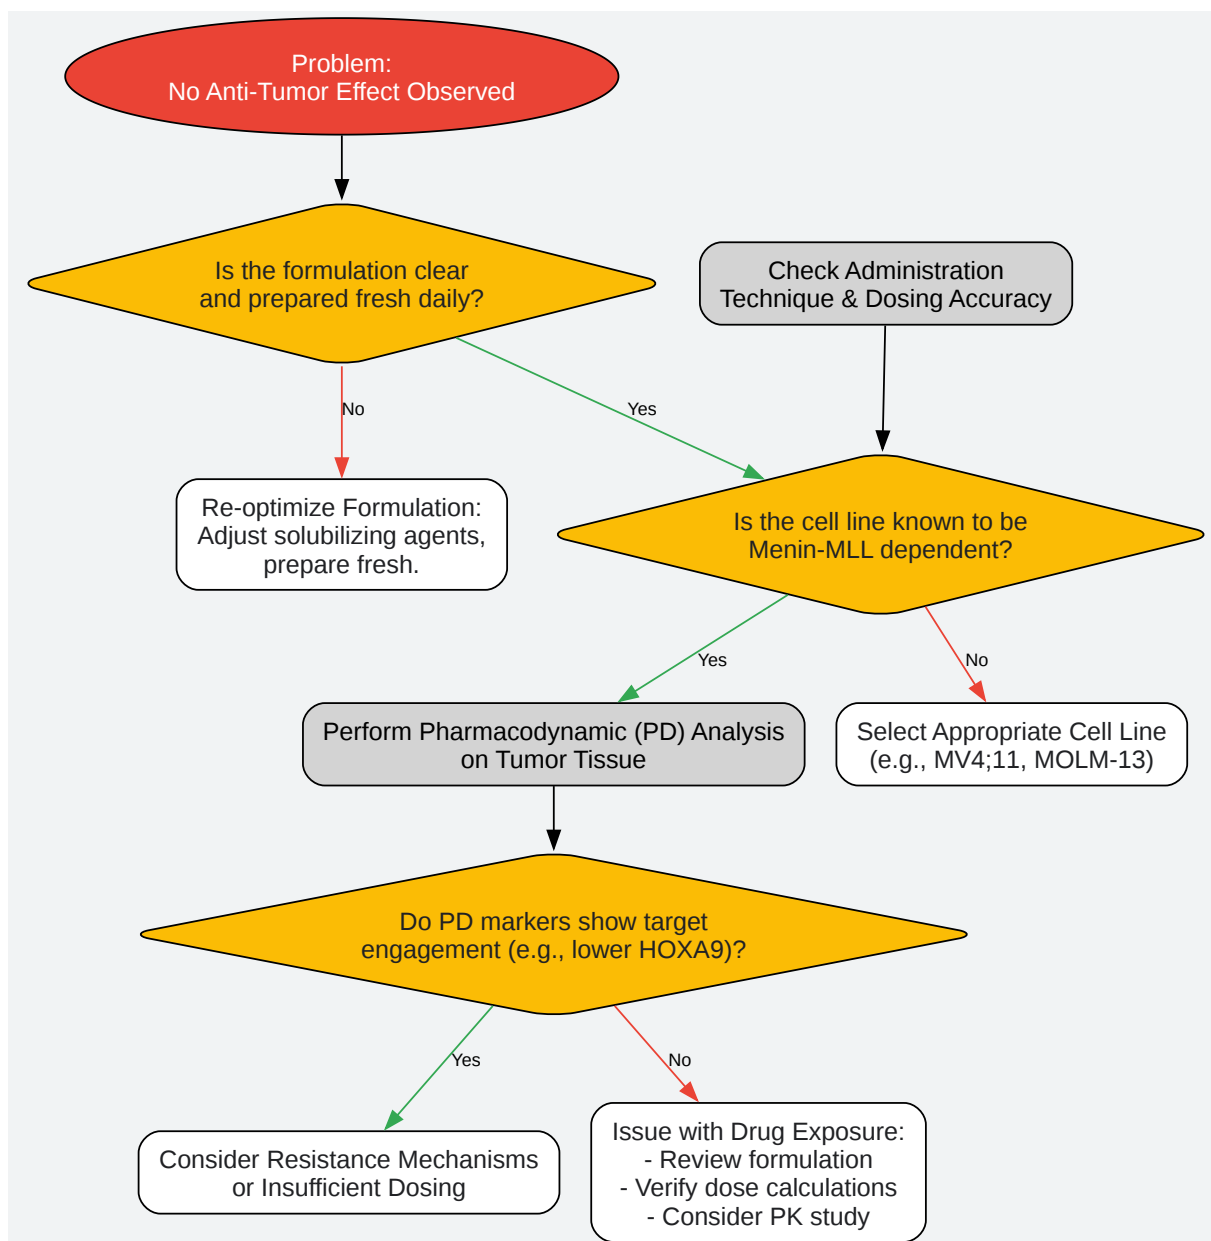 Problem:
No Anti-Tumor Effect Observed
Is the formulation clear
and prepared fresh daily?
Check Administration
Technique & Dosing Accuracy
No
Yes
Re-optimize Formulation:
Adjust solubilizing agents,
prepare fresh.
Is the cell line known to be
Menin-MLL dependent?
Yes
No
Perform Pharmacodynamic (PD) Analysis
on Tumor Tissue
Select Appropriate Cell Line
(e.g., MV4;11, MOLM-13)
Do PD markers show target
engagement (e.g., lower HOXA9)?
Yes
No
Consider Resistance Mechanisms
or Insufficient Dosing
Issue with Drug Exposure:
- Review formulation
- Verify dose calculations
- Consider PK study